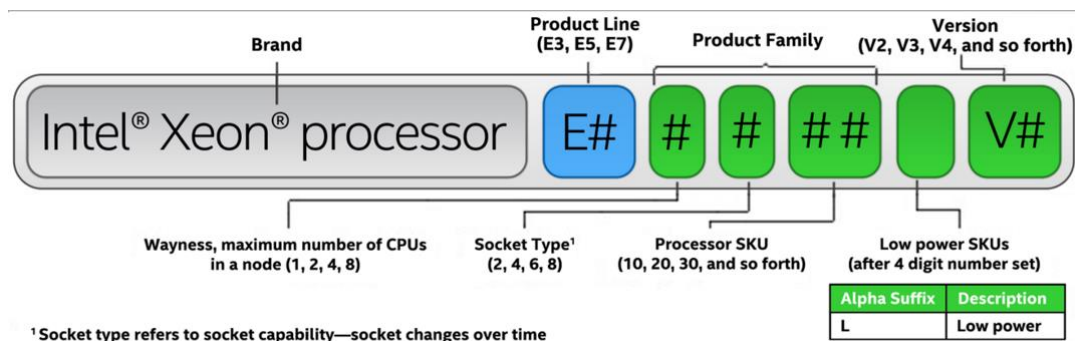 Brand
Product Line
(E3, E5, E7)
Product Family
Version
(V2, V3, V4, and so forth)
Intel® Xeon® processor
E#
#
#
# #
V#
Wayness, maximum number of CPUs
in a node (1, 2, 4, 8)
Socket Type¹
(2, 4, 6, 8)
Processor SKU
(10, 20, 30, and so forth)
Low power SKUs
(after 4 digit number set)
Alpha Suffix Description
L Low power
¹ Socket type refers to socket capability—socket changes over time